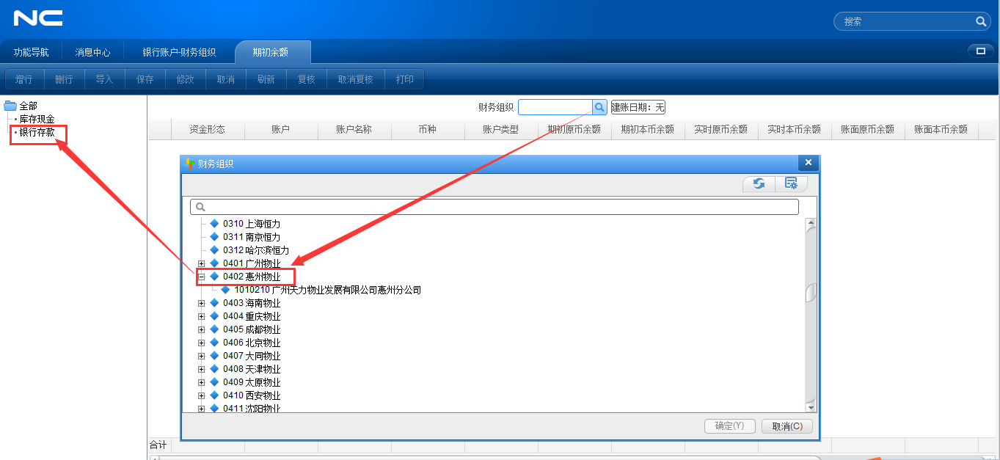 NC
搜索
功能导航 消息中心 银行账户-财务组织 期初余额
增行 删行 导入 保存 修改 取消 刷新 复核 取消复核 打印
全部
库存现金
银行存款
财务组织 建账日期：无
资金形态 账户 账户名称 币种 账户类型 期初原币余额 期初本币余额 实时原币余额 实时本币余额 账面原币余额 账面本币余额
财务组织
0310 上海恒力
0311 南京恒力
0312 哈尔滨恒力
0401 广州物业
0402 惠州物业
1010210 广州天力物业发展有限公司惠州分公司
0403 海南物业
0404 重庆物业
0405 成都物业
0406 北京物业
0407 大同物业
0408 天津物业
0409 太原物业
0410 西安物业
0411 沈阳物业
确定(Y) 取消(C)
合计